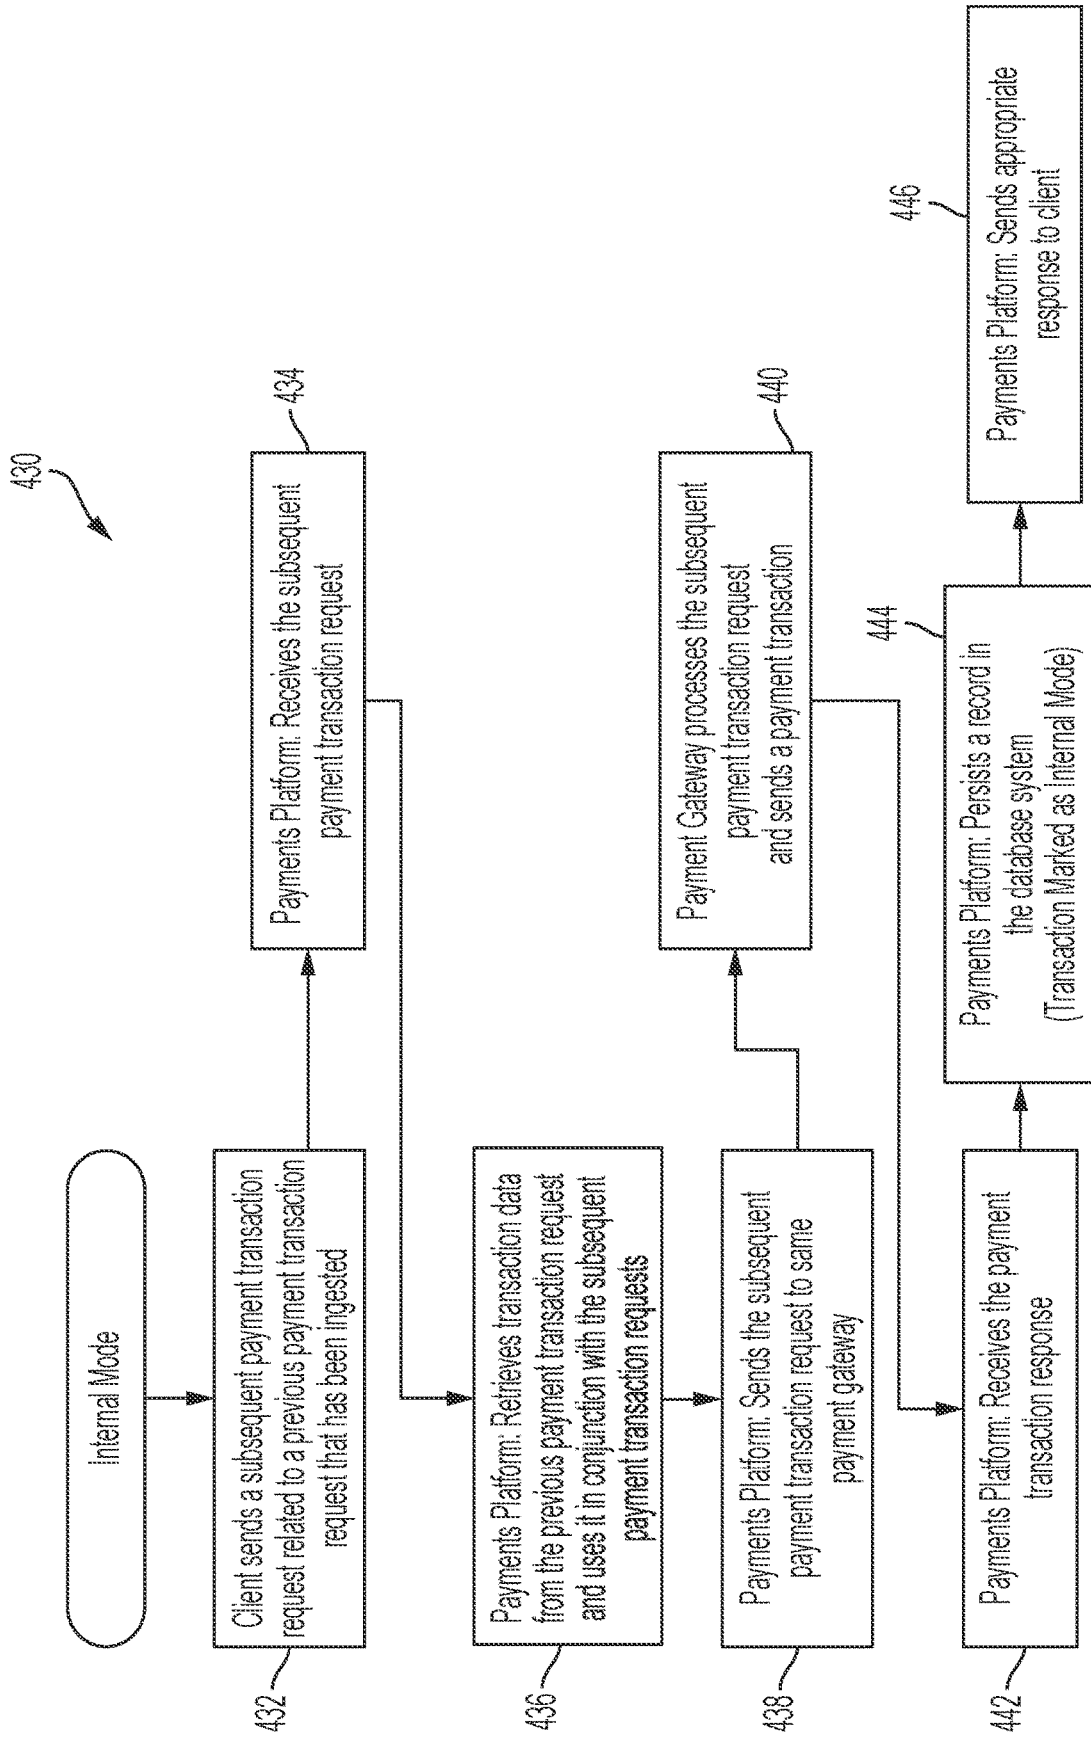 430
Internal Mode
432
Client sends a subsequent payment transaction
request related to a previous payment transaction
request that has been ingested
434
Payments Platform: Receives the subsequent
payment transaction request
436
Payments Platform: Retrieves transaction data
from the previous payment transaction request
and uses it in conjunction with the subsequent
payment transaction requests
438
Payments Platform: Sends the subsequent
payment transaction request to same
payment gateway
440
Payment Gateway processes the subsequent
payment transaction request
and sends a payment transaction
442
Payments Platform: Receives the payment
transaction response
444
Payments Platform: Persists a record in
the database system
(Transaction Marked as Internal Mode)
446
Payments Platform: Sends appropriate
response to client